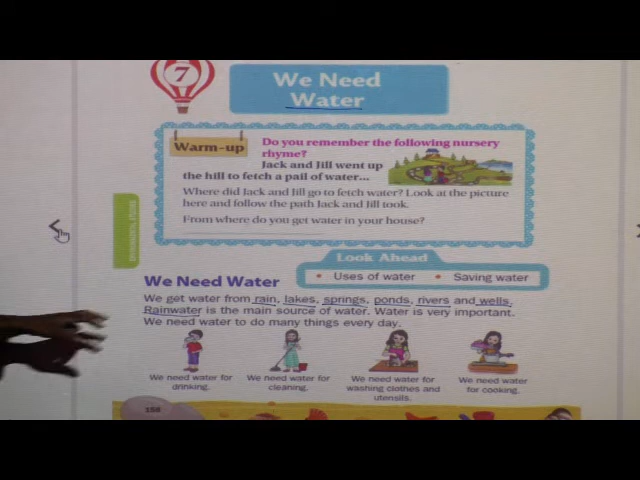 7
We Need
Water
Warm-up
Do you remember the following nursery
rhyme?
Jack and Jill went up
the hill to fetch a pail of water...
Where did Jack and Jill go to fetch water? Look at the picture
here and follow the path Jack and Jill took.
From where do you get water in your house?
Look Ahead
• Uses of water • Saving water
We Need Water
We get water from rain, lakes, springs, ponds, rivers and wells.
Rainwater is the main source of water. Water is very important.
We need water to do many things every day.
We need water for
drinking.
We need water for
cleaning.
We need water for
washing clothes and
utensils.
We need water
for cooking.